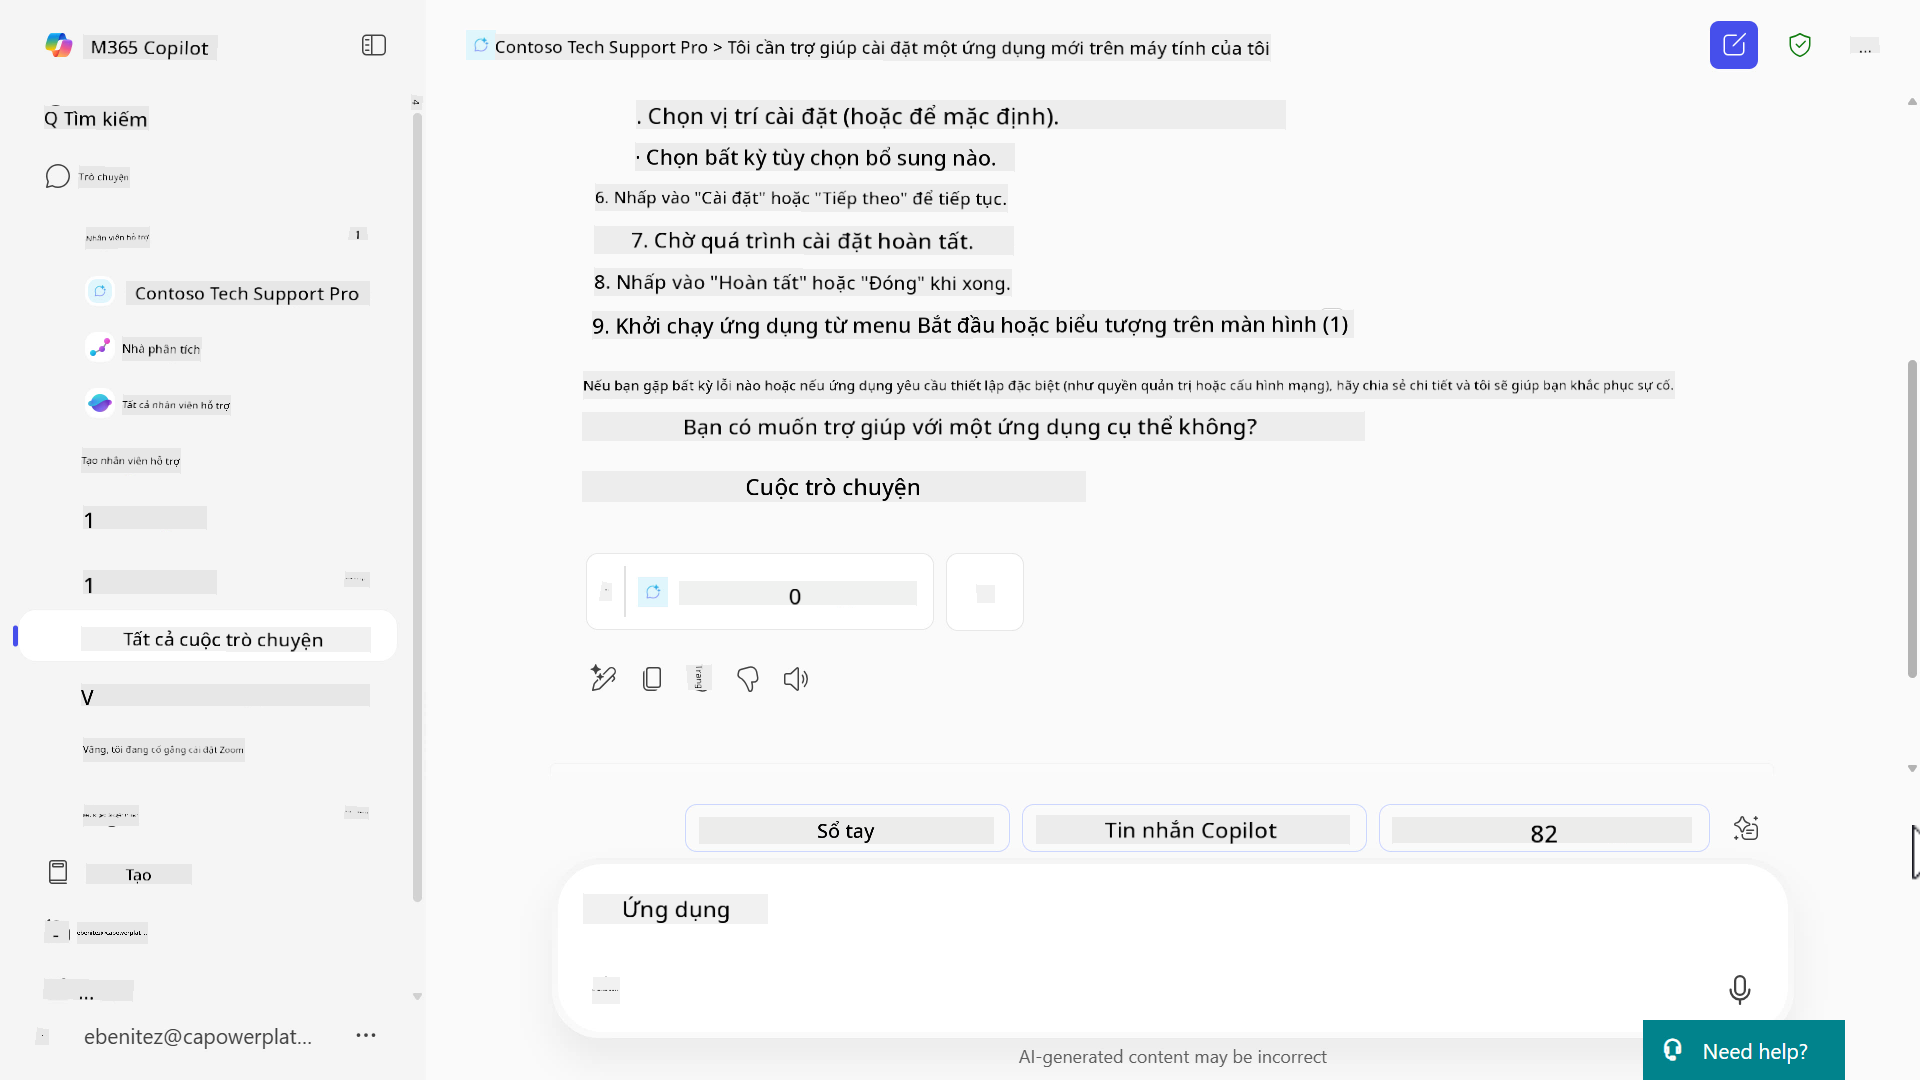 M365 Copilot
Q Tìm kiếm
Trò chuyện
Nhân viên hỗ trợ
1
Contoso Tech Support Pro
Nhà phân tích
Tất cả nhân viên hỗ trợ
Tạo nhân viên hỗ trợ
1
1
Tất cả cuộc trò chuyện
V
Vâng, tôi đang cố gắng cài đặt Zoom
Tạo
ebenitez@capowerplat...
...
ebenitez@capowerplat...
Contoso Tech Support Pro > Tôi cần trợ giúp cài đặt một ứng dụng mới trên máy tính của tôi
...
. Chọn vị trí cài đặt (hoặc để mặc định).
· Chọn bất kỳ tùy chọn bổ sung nào.
6. Nhấp vào "Cài đặt" hoặc "Tiếp theo" để tiếp tục.
7. Chờ quá trình cài đặt hoàn tất.
8. Nhấp vào "Hoàn tất" hoặc "Đóng" khi xong.
9. Khởi chạy ứng dụng từ menu Bắt đầu hoặc biểu tượng trên màn hình (1)
Nếu bạn gặp bất kỳ lỗi nào hoặc nếu ứng dụng yêu cầu thiết lập đặc biệt (như quyền quản trị hoặc cấu hình mạng), hãy chia sẻ chi tiết và tôi sẽ giúp bạn khắc phục sự cố.
Bạn có muốn trợ giúp với một ứng dụng cụ thể không?
Cuộc trò chuyện
0
Trang
Sổ tay
Tin nhắn Copilot
82
Ứng dụng
AI-generated content may be incorrect
Need help?